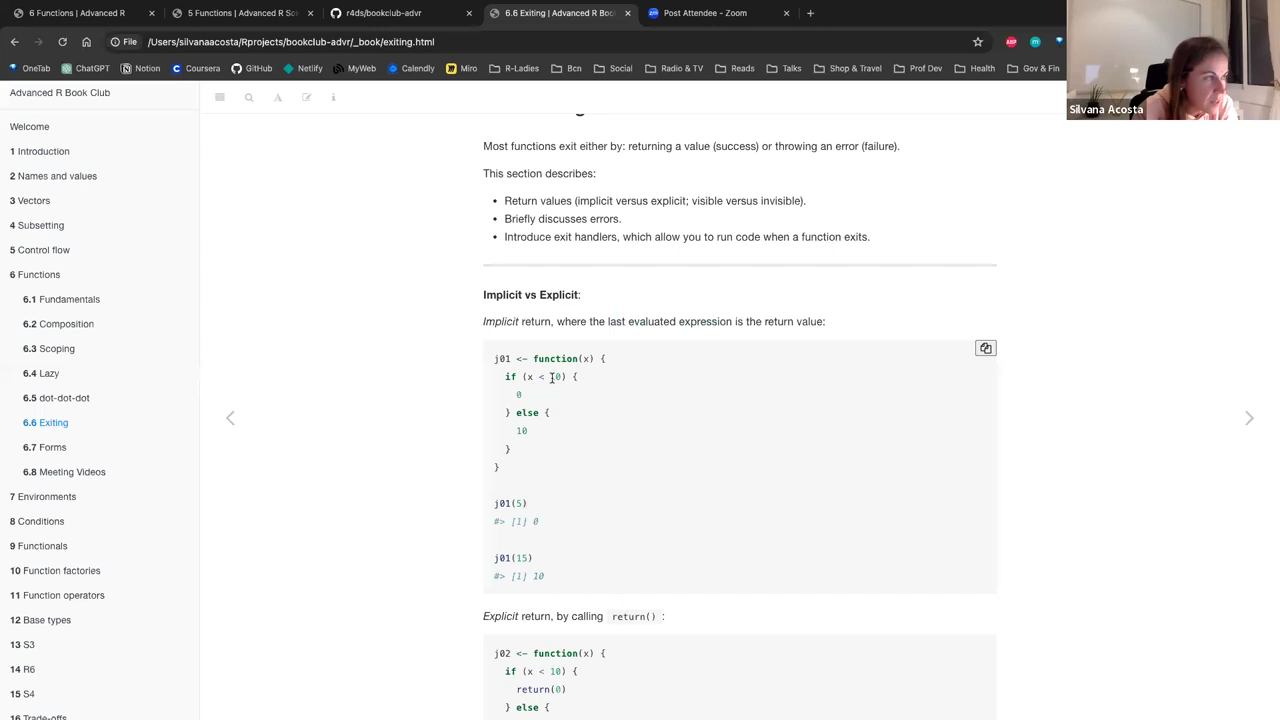 6 Functions | Advanced R
5 Functions | Advanced R So
r4ds/bookclub-advr
6.6 Exiting | Advanced R Boo
Post Attendee - Zoom
File
/Users/silvanaacosta/Rprojects/bookclub-advr/_book/exiting.html
OneTab
ChatGPT
Notion
Coursera
GitHub
Netlify
MyWeb
Calendly
Miro
R-Ladies
Bcn
Social
Radio & TV
Reads
Talks
Shop & Travel
Prof Dev
Health
Gov & Fin
Silvana Acosta
Advanced R Book Club
Welcome
1 Introduction
2 Names and values
3 Vectors
4 Subsetting
5 Control flow
6 Functions
6.1 Fundamentals
6.2 Composition
6.3 Scoping
6.4 Lazy
6.5 dot-dot-dot
6.6 Exiting
6.7 Forms
6.8 Meeting Videos
7 Environments
8 Conditions
9 Functionals
10 Function factories
11 Function operators
12 Base types
13 S3
14 R6
15 S4
16 Trade-offs
Most functions exit either by: returning a value (success) or throwing an error (failure).
This section describes:
• Return values (implicit versus explicit; visible versus invisible).
• Briefly discusses errors.
• Introduce exit handlers, which allow you to run code when a function exits.
Implicit vs Explicit:
Implicit return, where the last evaluated expression is the return value:
j01 <- function(x) {
if (x < 10) {
0
} else {
10
}
}
j01(5)
#> [1] 0
j01(15)
#> [1] 10
Explicit return, by calling return() :
j02 <- function(x) {
if (x < 10) {
return(0)
} else {